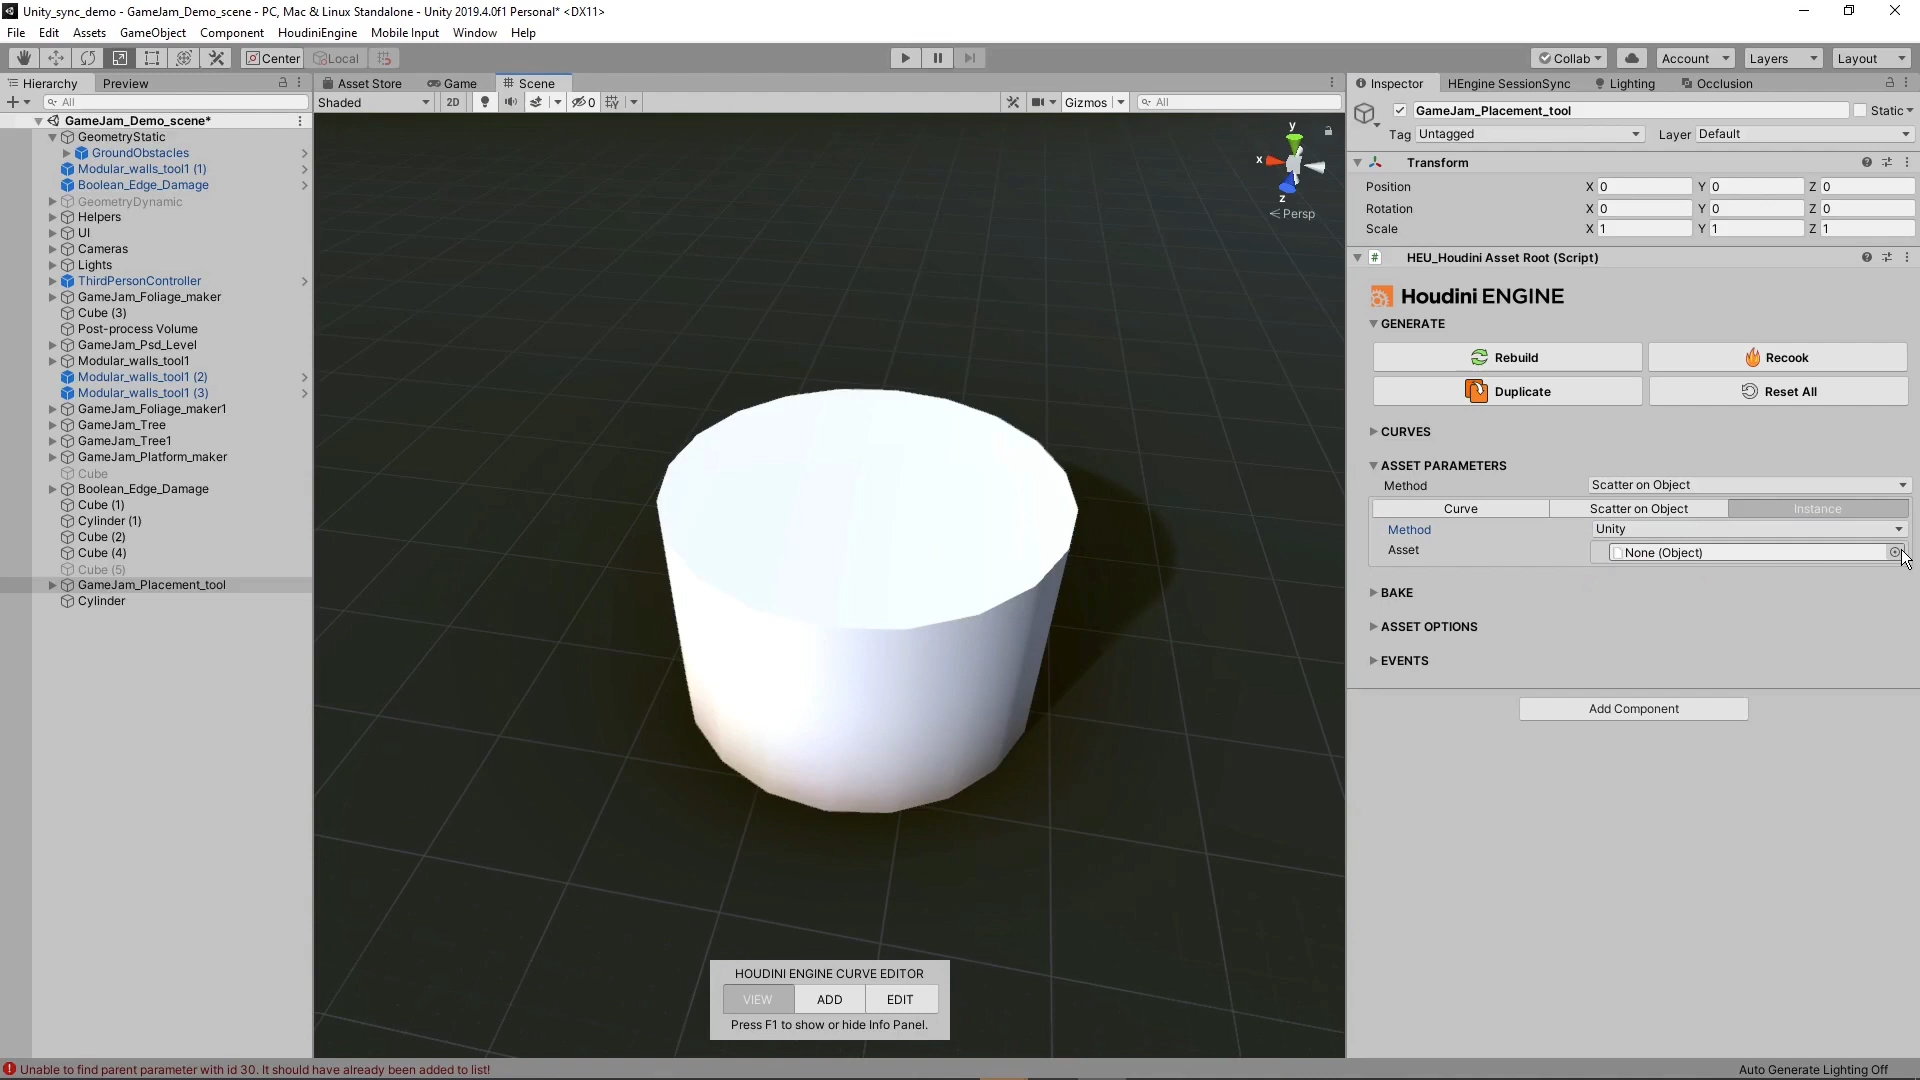 Unity_sync_demo - GameJam_Demo_scene - PC, Mac & Linux Standalone - Unity 2019.4.0f1 Personal* <DX11>
File Edit Assets GameObject Component HoudiniEngine Mobile Input Window Help
Center Local Collab Account Layers Layout
Hierarchy Preview
All
GameJam_Demo_scene*
GeometryStatic
GroundObstacles
Modular_walls_tool1 (1)
Boolean_Edge_Damage
GeometryDynamic
Helpers
UI
Cameras
Lights
ThirdPersonController
GameJam_Foliage_maker
Cube (3)
Post-process Volume
GameJam_Psd_Level
Modular_walls_tool1
Modular_walls_tool1 (2)
Modular_walls_tool1 (3)
GameJam_Foliage_maker1
GameJam_Tree
GameJam_Tree1
GameJam_Platform_maker
Cube
Boolean_Edge_Damage
Cube (1)
Cylinder (1)
Cube (2)
Cube (4)
Cube (5)
GameJam_Placement_tool
Cylinder
Asset Store Game Scene
Shaded 2D 0 Gizmos All
y
x
z
Persp
HOUDINI ENGINE CURVE EDITOR
VIEW ADD EDIT
Press F1 to show or hide Info Panel.
Inspector HEngine SessionSync Lighting Occlusion
GameJam_Placement_tool Static
Tag Untagged Layer Default
Transform
Position X 0 Y 0 Z 0
Rotation X 0 Y 0 Z 0
Scale X 1 Y 1 Z 1
# HEU_Houdini Asset Root (Script)
Houdini ENGINE
GENERATE
Rebuild Recook
Duplicate Reset All
CURVES
ASSET PARAMETERS
Method Scatter on Object
Curve Scatter on Object Instance
Method Unity
Asset None (Object)
BAKE
ASSET OPTIONS
EVENTS
Add Component
Unable to find parent parameter with id 30. It should have already been added to list!
Auto Generate Lighting Off